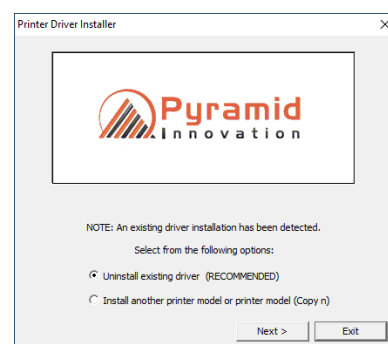 Printer Driver Installer
Pyramid
Innovation
NOTE: An existing driver installation has been detected.
Select from the following options:
Uninstall existing driver (RECOMMENDED)
Install another printer model or printer model (Copy n)
Next >
Exit